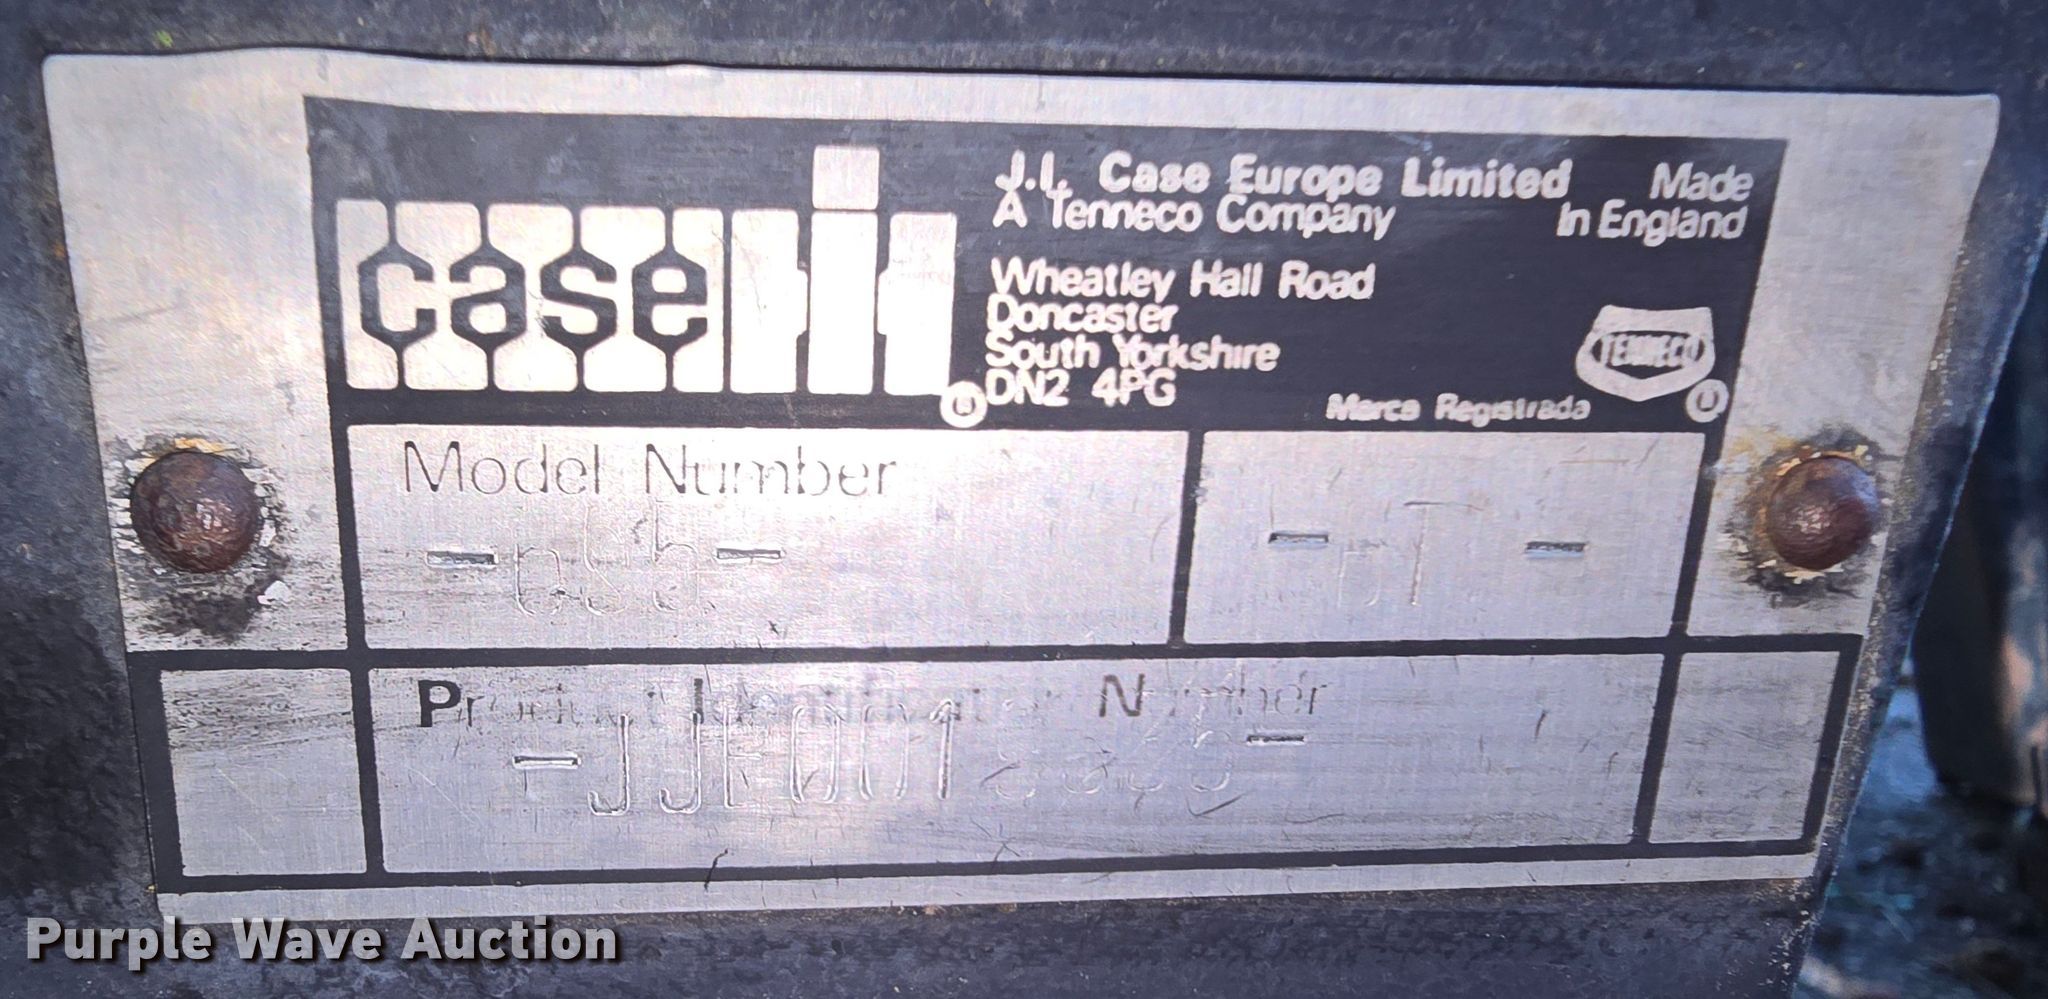 case IH
J.I. Case Europe Limited
A Tenneco Company
Made
In England
Wheatley Hall Road
Doncaster
South Yorkshire
DN2 4PG
TENNECO
Marca Registrada
Model Number
Product Identification Number
Purple Wave Auction